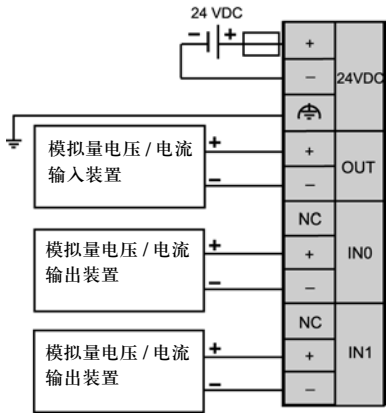 24 VDC
− +
+
−
24VDC
模拟量电压 / 电流
输入装置
+
−
+
−
OUT
模拟量电压 / 电流
输出装置
+
−
NC
+
−
IN0
模拟量电压 / 电流
输出装置
+
−
NC
+
−
IN1